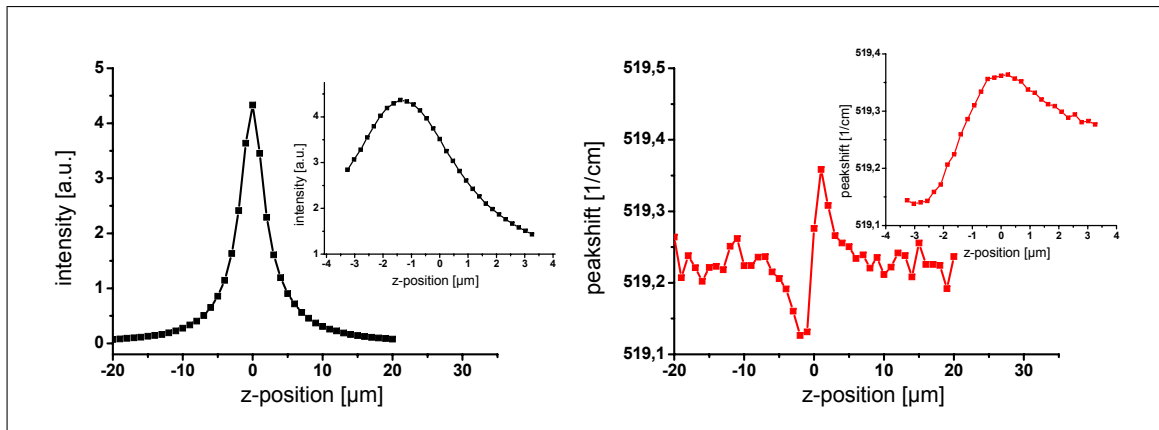 5
4
3
2
1
0
intensity [a.u.]
-20 -10 0 10 20 30
z-position [µm]
4
3
2
1
intensity [a.u.]
-4 -3 -2 -1 0 1 2 3 4
z-position [µm]
519,5
519,4
519,3
519,2
519,1
peakshift [1/cm]
-20 -10 0 10 20 30
z-position [µm]
519,4
519,3
519,2
519,1
peakshift [1/cm]
-4 -3 -2 -1 0 1 2 3 4
z-position [µm]